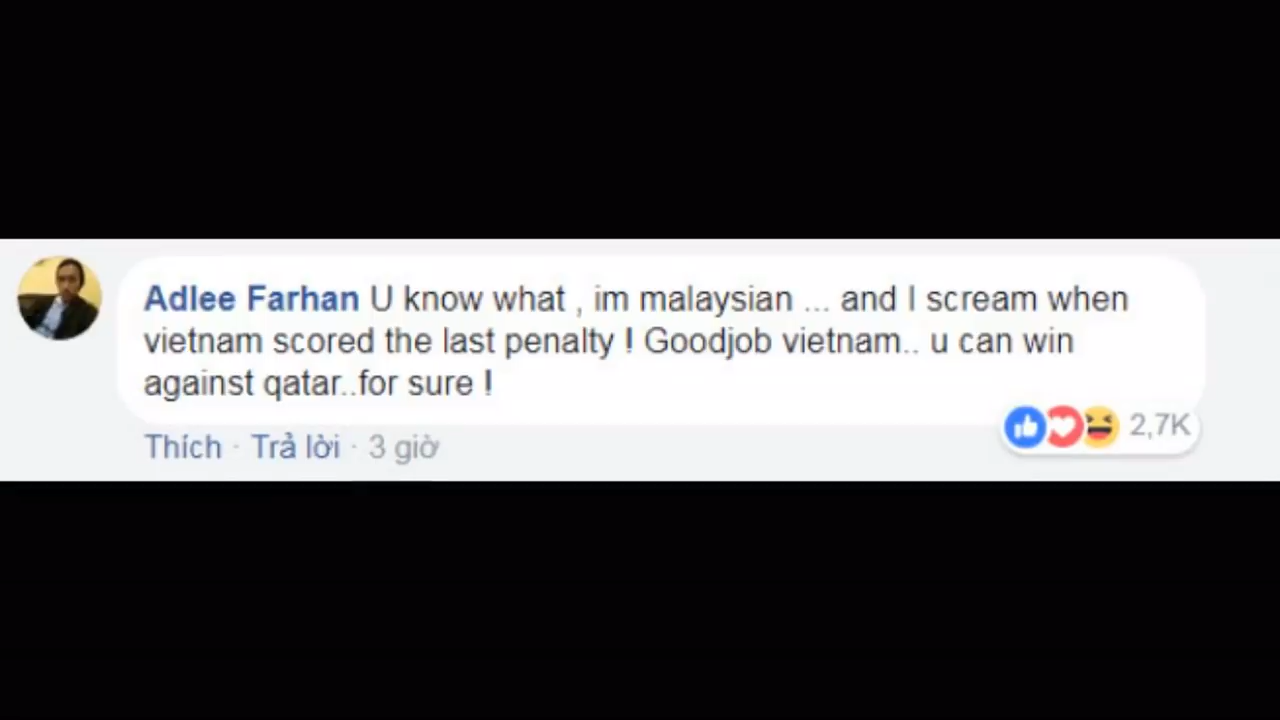 Adlee Farhan U know what , im malaysian ... and I scream when
vietnam scored the last penalty ! Goodjob vietnam.. u can win
against qatar..for sure !
Thích · Trả lời · 3 giờ
2,7K